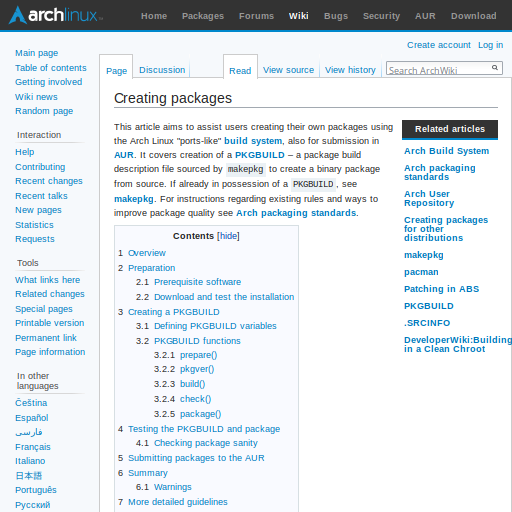 archlinux
Home Packages Forums Wiki Bugs Security AUR Download
Create account Log in
Page Discussion Read View source View history Search ArchWiki
Main page
Table of contents
Getting involved
Wiki news
Random page
Interaction
Help
Contributing
Recent changes
Recent talks
New pages
Statistics
Requests
Tools
What links here
Related changes
Special pages
Printable version
Permanent link
Page information
In other
languages
Čeština
Español
فارسی
Français
Italiano
日本語
Português
Русский
Creating packages
This article aims to assist users creating their own packages using
the Arch Linux "ports-like" build system, also for submission in
AUR. It covers creation of a PKGBUILD – a package build
description file sourced by makepkg to create a binary package
from source. If already in possession of a PKGBUILD, see
makepkg. For instructions regarding existing rules and ways to
improve package quality see Arch packaging standards.
Contents [hide]
1 Overview
2 Preparation
2.1 Prerequisite software
2.2 Download and test the installation
3 Creating a PKGBUILD
3.1 Defining PKGBUILD variables
3.2 PKGBUILD functions
3.2.1 prepare()
3.2.2 pkgver()
3.2.3 build()
3.2.4 check()
3.2.5 package()
4 Testing the PKGBUILD and package
4.1 Checking package sanity
5 Submitting packages to the AUR
6 Summary
6.1 Warnings
7 More detailed guidelines
Related articles
Arch Build System
Arch packaging
standards
Arch User
Repository
Creating packages
for other
distributions
makepkg
pacman
Patching in ABS
PKGBUILD
.SRCINFO
DeveloperWiki:Building
in a Clean Chroot